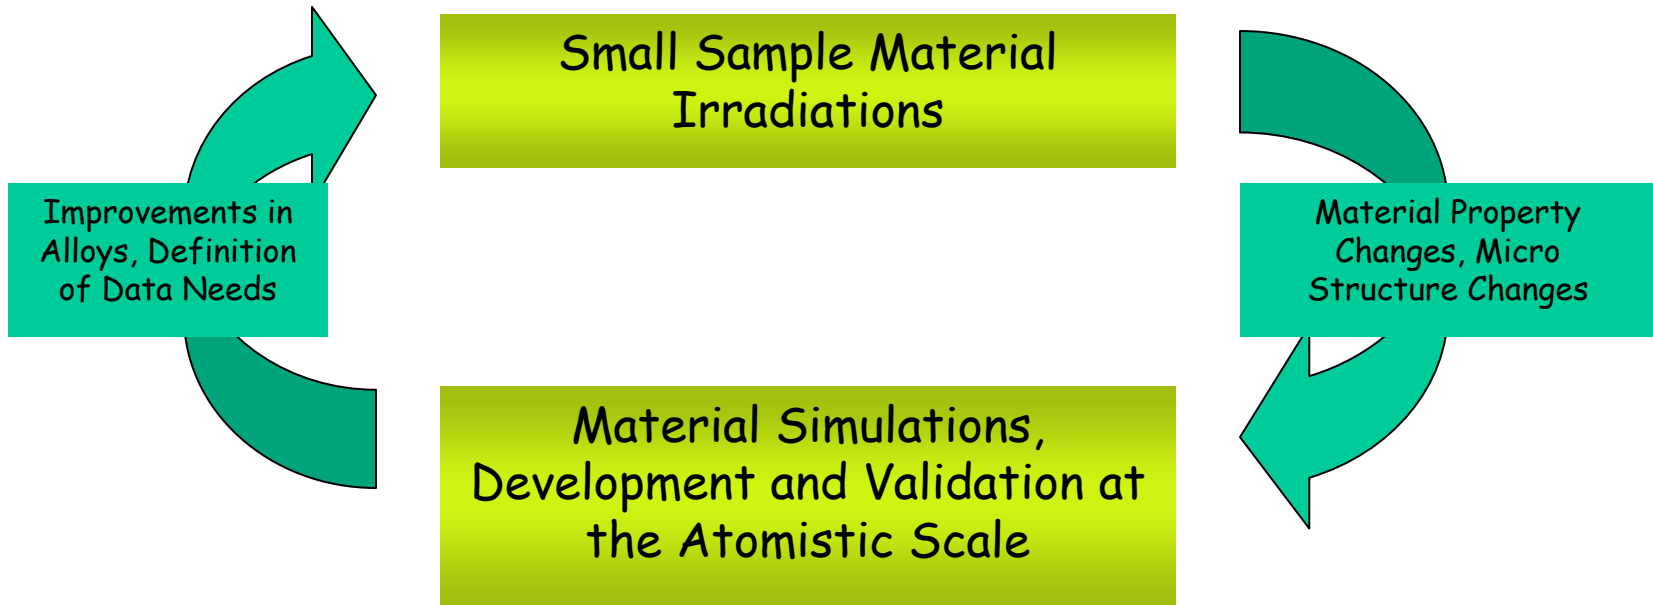 Small Sample Material
Irradiations
Improvements in
Alloys, Definition
of Data Needs
Material Property
Changes, Micro
Structure Changes
Material Simulations,
Development and Validation at
the Atomistic Scale